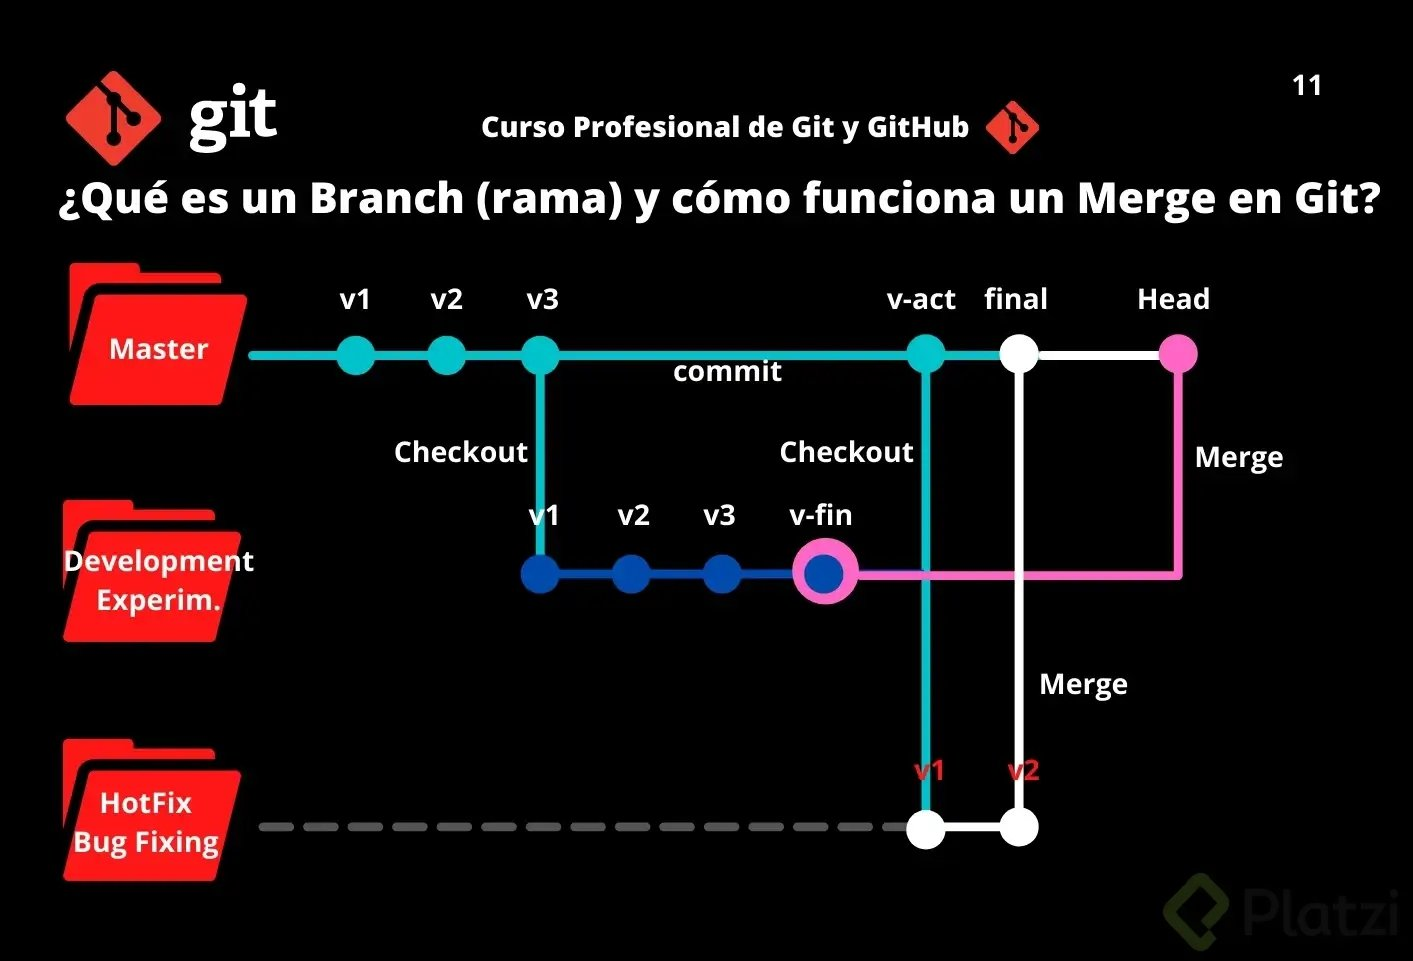 11
git
Curso Profesional de Git y GitHub
¿Qué es un Branch (rama) y cómo funciona un Merge en Git?
v1 v2 v3 v-act final Head
Master
commit
Checkout Checkout Merge
v1 v2 v3 v-fin
Development
Experim.
Merge
v1 v2
HotFix
Bug Fixing
Platzi